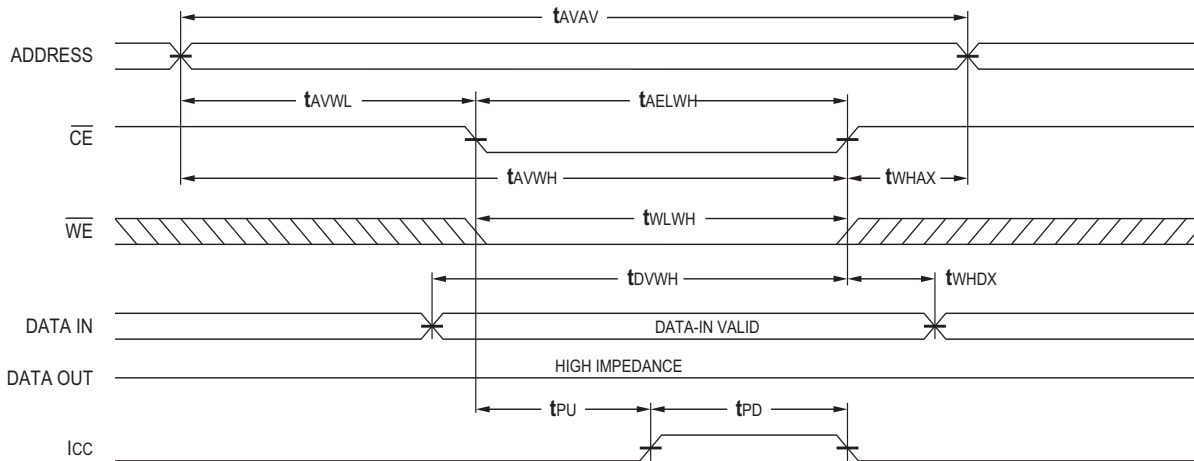 tAVAV
ADDRESS
tAVWL
tAELWH
CE
tAVWH
tWHAX
WE
tWLWH
tDVWH
tWHDX
DATA IN
DATA-IN VALID
DATA OUT
HIGH IMPEDANCE
tPU
tPD
ICC